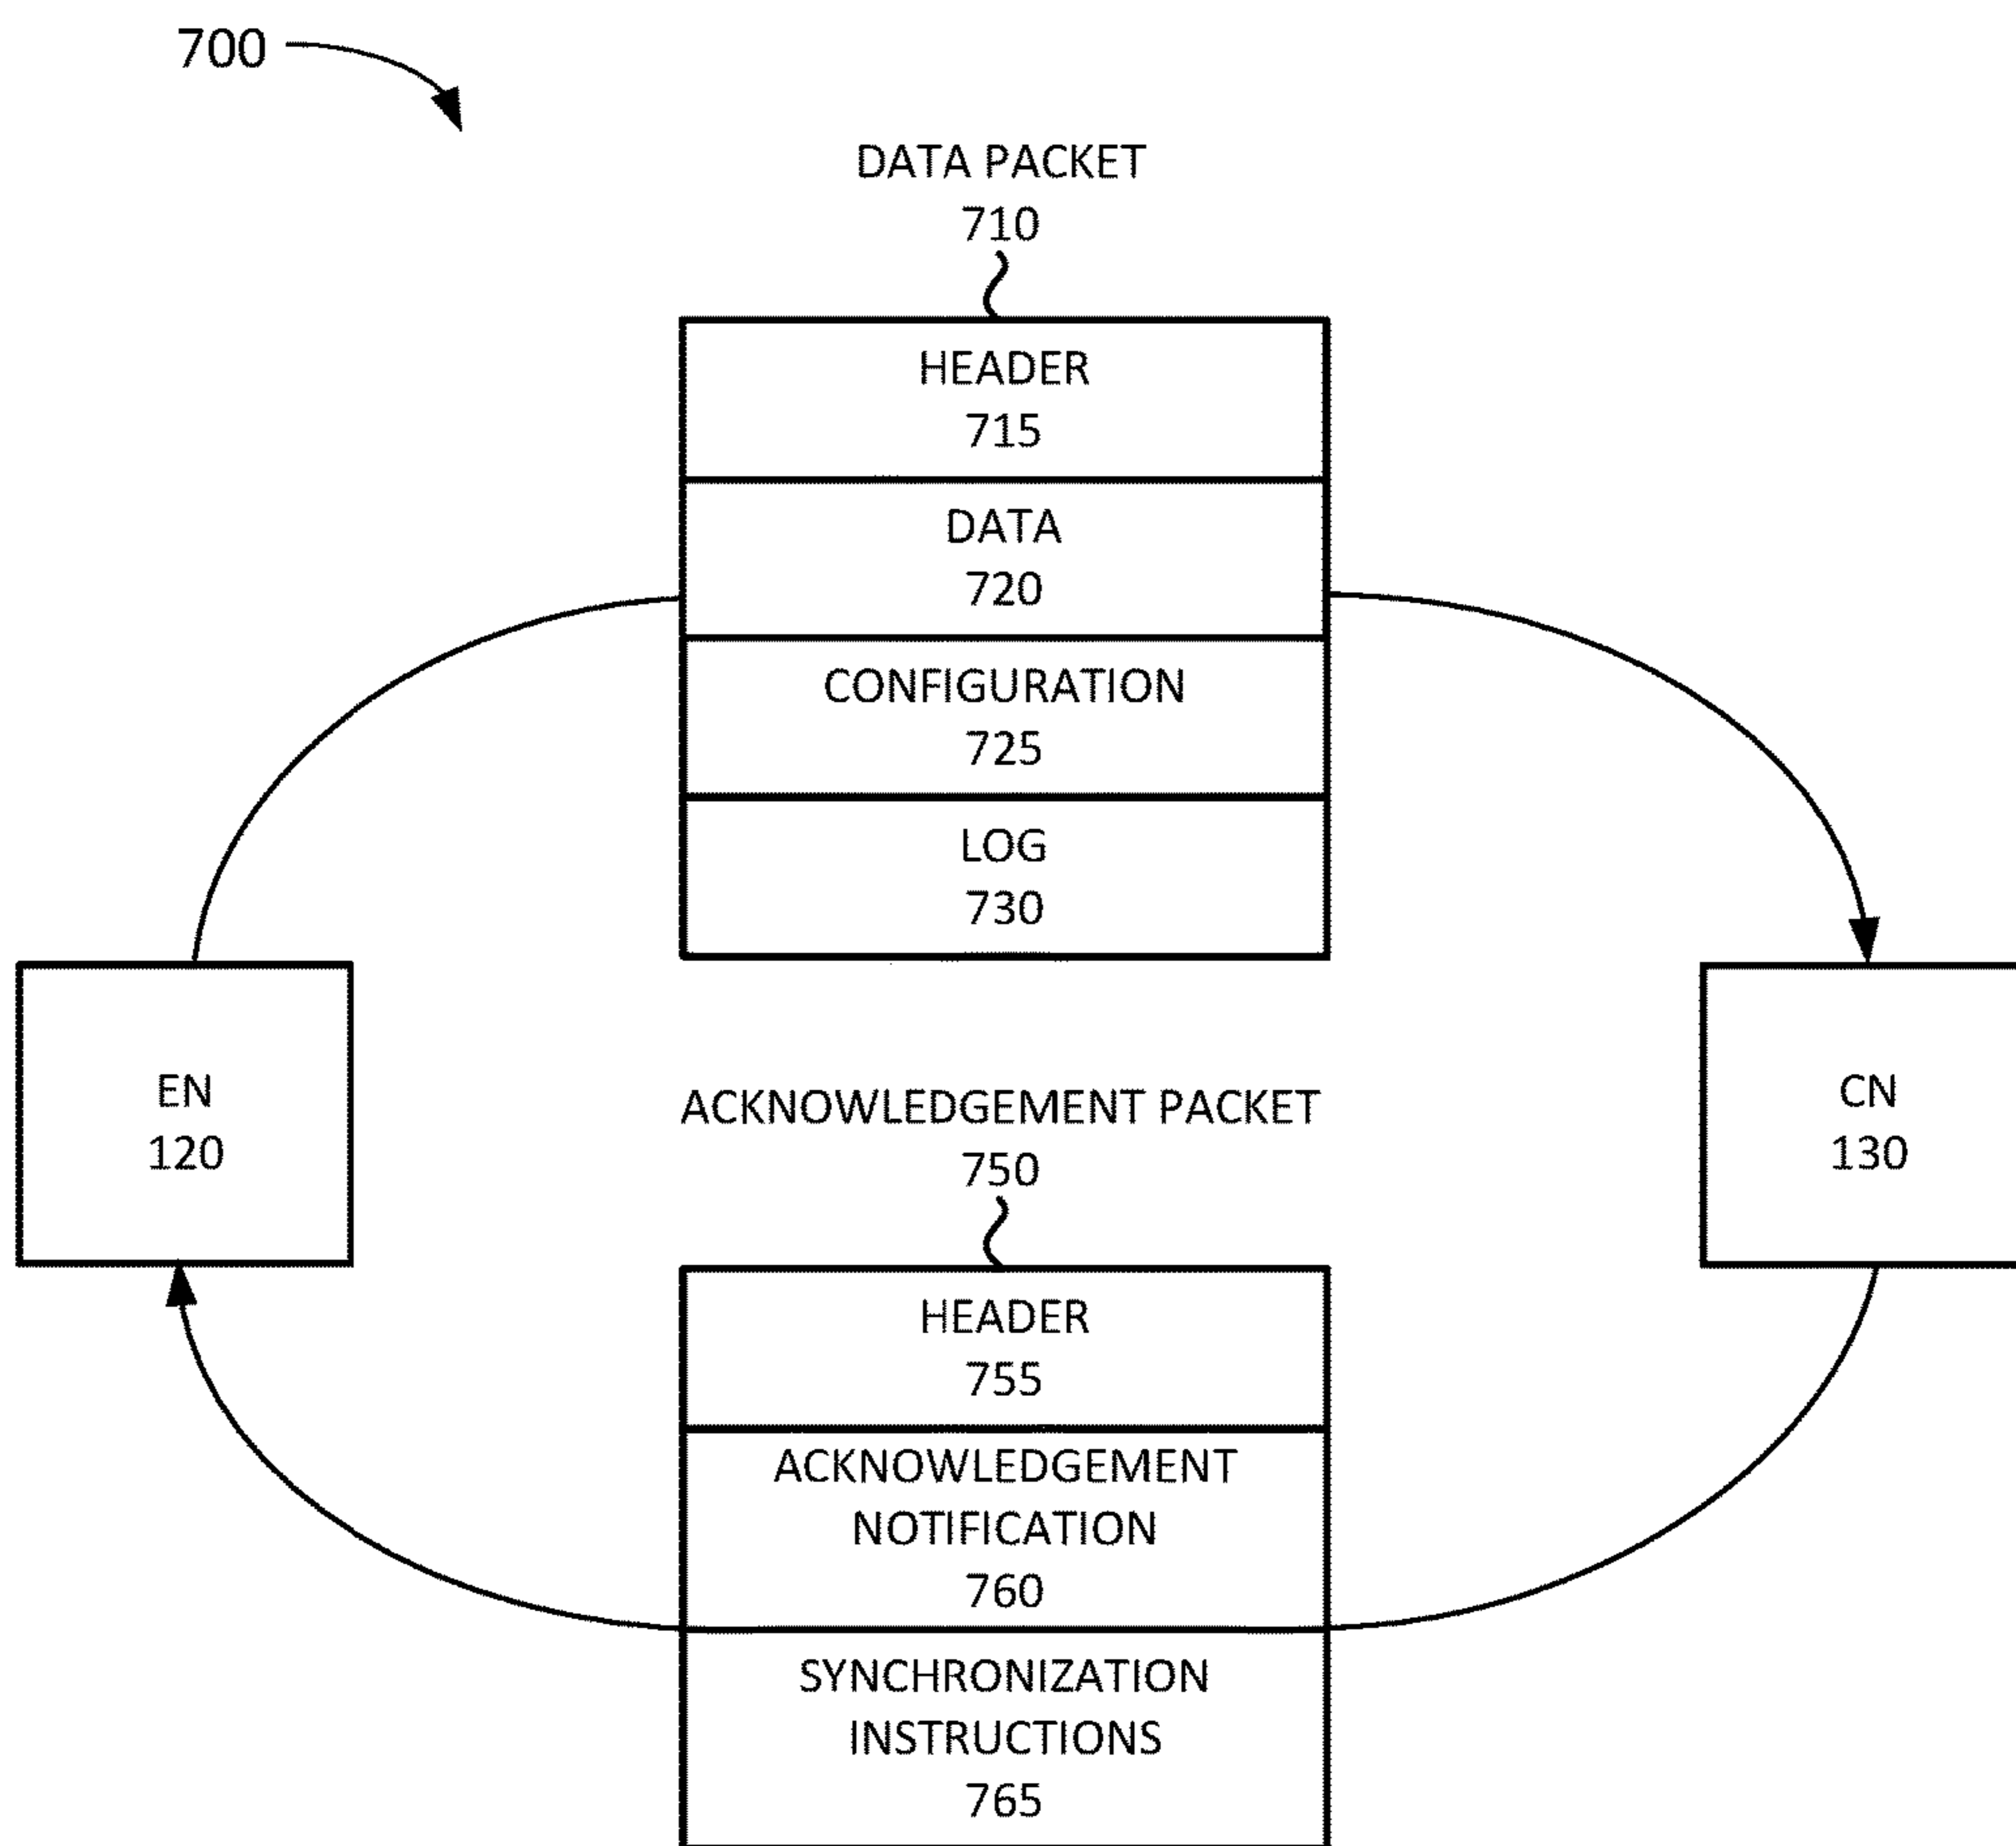 700
DATA PACKET
710
HEADER
715
DATA
720
CONFIGURATION
725
LOG
730
EN
120
CN
130
ACKNOWLEDGEMENT PACKET
750
HEADER
755
ACKNOWLEDGEMENT
NOTIFICATION
760
SYNCHRONIZATION
INSTRUCTIONS
765